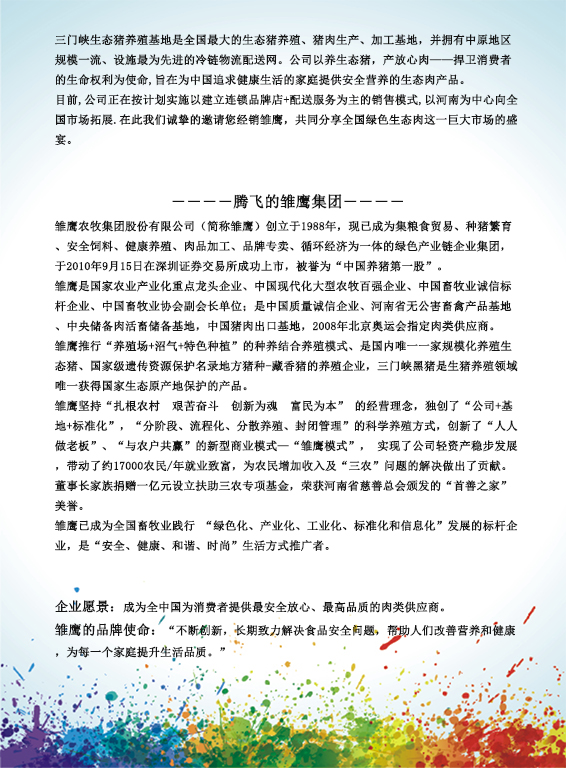 三门峡生态猪养殖基地是全国最大的生态猪养殖、猪肉生产、加工基地，并拥有中原地区
规模一流、设施最为先进的冷链物流配送网。公司以养生态猪，产放心肉——捍卫消费者
的生命权利为使命,旨在为中国追求健康生活的家庭提供安全营养的生态肉产品。
目前,公司正在按计划实施以建立连锁品牌店+配送服务为主的销售模式,以河南为中心向全
国市场拓展.在此我们诚挚的邀请您经销雏鹰，共同分享全国绿色生态肉这一巨大市场的盛
宴。
－－－－腾飞的雏鹰集团－－－－
雏鹰农牧集团股份有限公司（简称雏鹰）创立于1988年，现已成为集粮食贸易、种猪繁育
、安全饲料、健康养殖、肉品加工、品牌专卖、循环经济为一体的绿色产业链企业集团，
于2010年9月15日在深圳证券交易所成功上市，被誉为“中国养猪第一股”。
雏鹰是国家农业产业化重点龙头企业、中国现代化大型农牧百强企业、中国畜牧业诚信标
杆企业、中国畜牧业协会副会长单位；是中国质量诚信企业、河南省无公害畜禽产品基地
、中央储备肉活畜储备基地，中国猪肉出口基地，2008年北京奥运会指定肉类供应商。
雏鹰推行“养殖场+沼气+特色种植”的种养结合养殖模式、是国内唯一一家规模化养殖生
态猪、国家级遗传资源保护名录地方猪种-藏香猪的养殖企业，三门峡黑猪是生猪养殖领域
唯一获得国家生态原产地保护的产品。
雏鹰坚持“扎根农村　艰苦奋斗　创新为魂　富民为本” 的经营理念，独创了“公司+基
地+标准化”，“分阶段、流程化、分散养殖、封闭管理”的科学养殖方式，创新了“人人
做老板”、“与农户共赢”的新型商业模式—“雏鹰模式”， 实现了公司轻资产稳步发展
，带动了约17000农民/年就业致富，为农民增加收入及“三农”问题的解决做出了贡献。
董事长家族捐赠一亿元设立扶助三农专项基金，荣获河南省慈善总会颁发的“首善之家”
美誉。
雏鹰已成为全国畜牧业践行 “绿色化、产业化、工业化、标准化和信息化”发展的标杆企
业，是“安全、健康、和谐、时尚”生活方式推广者。
企业愿景：成为全中国为消费者提供最安全放心、最高品质的肉类供应商。
雏鹰的品牌使命：“不断创新，长期致力解决食品安全问题，帮助人们改善营养和健康
，为每一个家庭提升生活品质。”